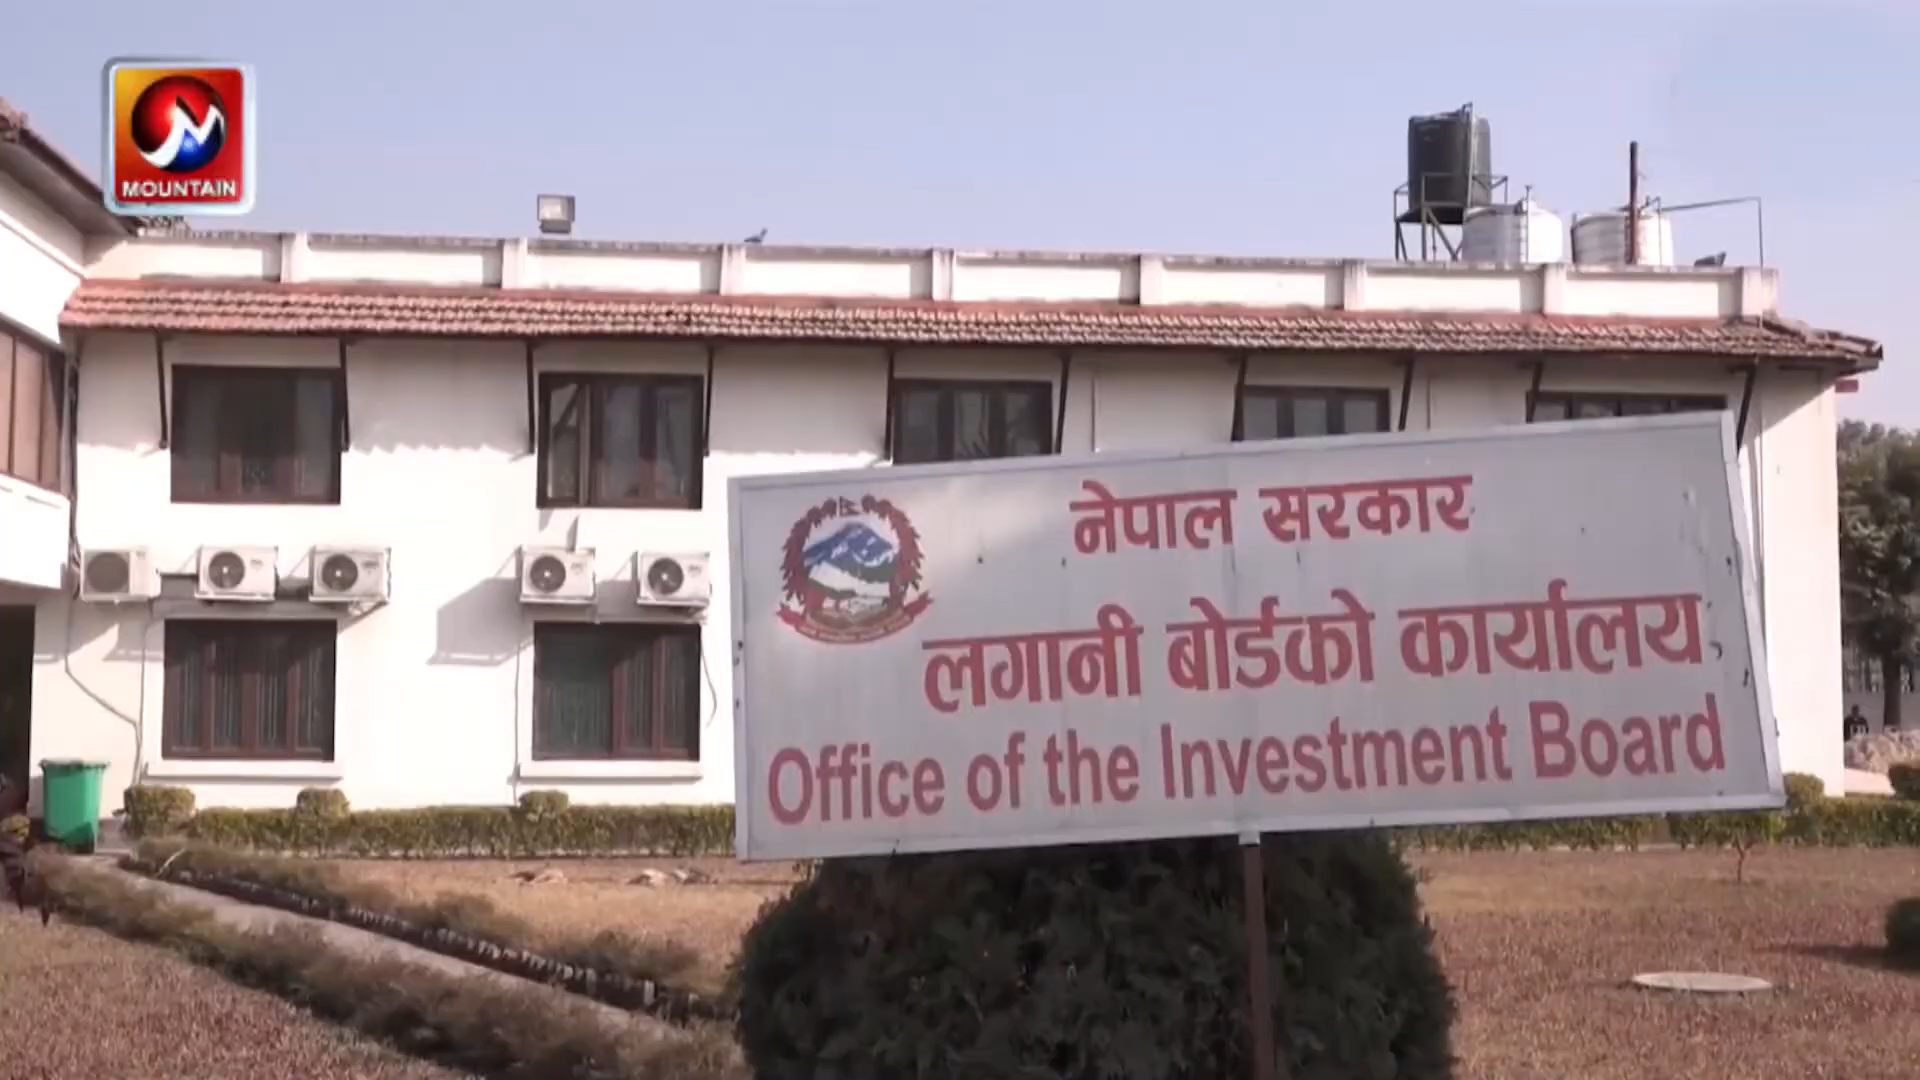 MOUNTAIN
नेपाल सरकार
लगानी बोर्डको कार्यालय
Office of the Investment Board